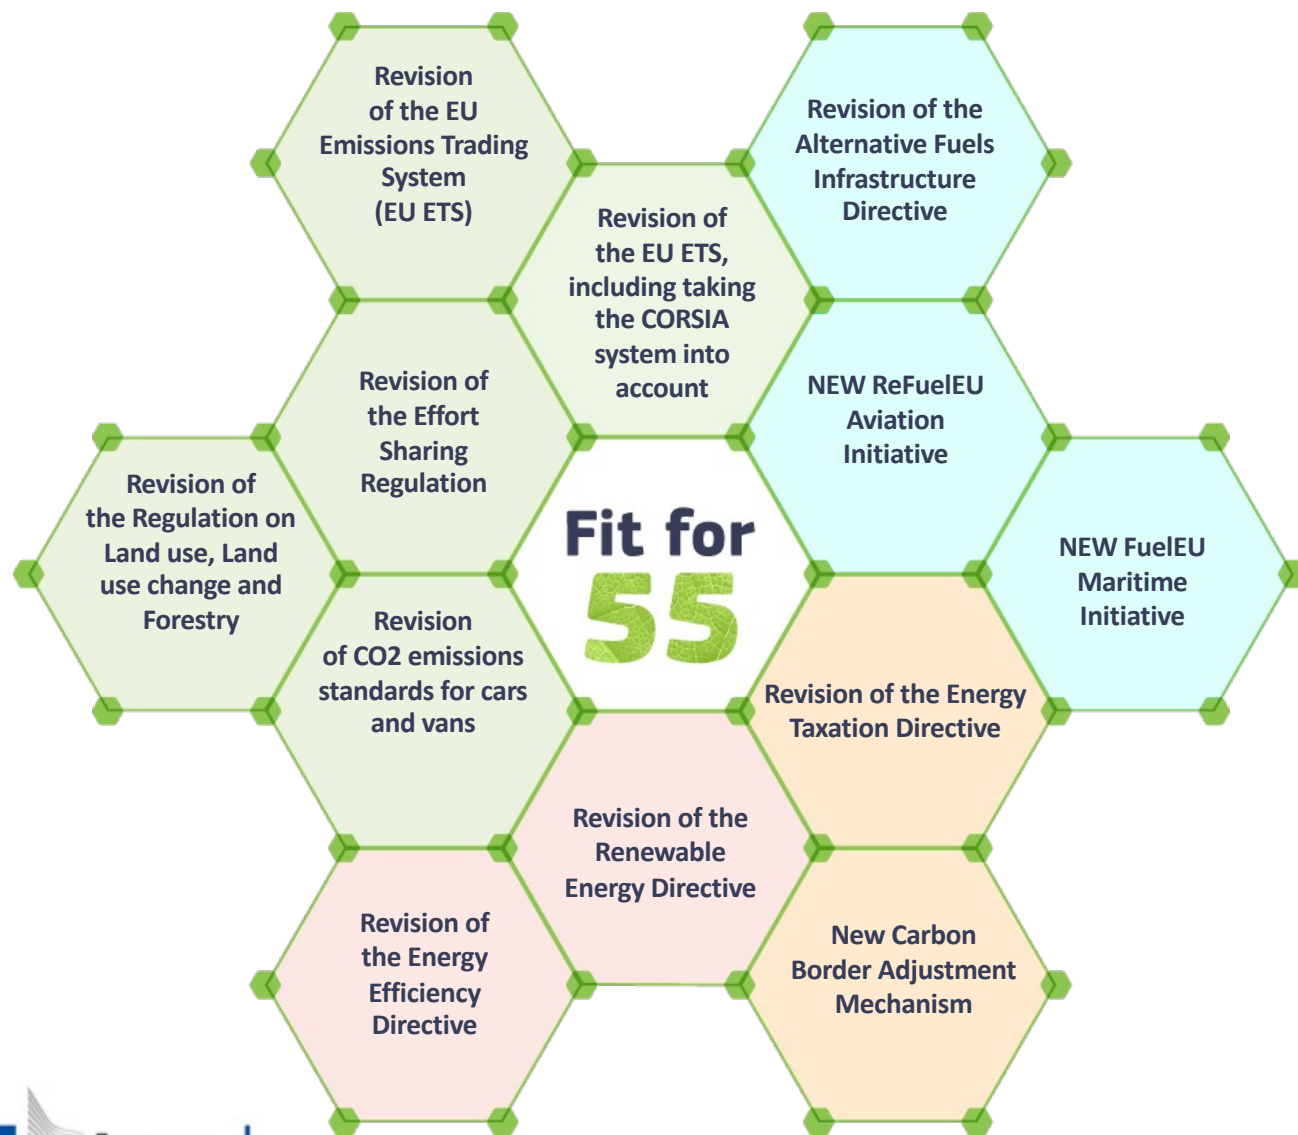 Revision
of the EU
Emissions Trading
System
(EU ETS)
Revision of the
Alternative Fuels
Infrastructure
Directive
Revision of
the EU ETS,
including taking
the CORSIA
system into
account
Revision of
the Effort
Sharing
Regulation
NEW ReFuelEU
Aviation
Initiative
Revision of
the Regulation on
Land use, Land
use change and
Forestry
Fit for
55
NEW FuelEU
Maritime
Initiative
Revision
of CO2 emissions
standards for cars
and vans
Revision of the Energy
Taxation Directive
Revision of the
Renewable
Energy Directive
Revision of
the Energy
Efficiency
Directive
New Carbon
Border Adjustment
Mechanism